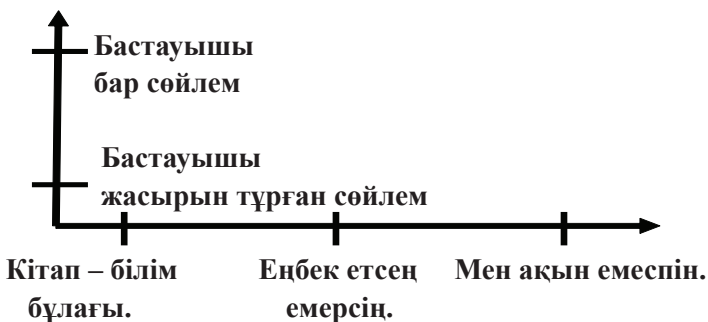 Бастауышы
бар сөйлем
Бастауышы
жасырын тұрған сөйлем
Кітап – білім
бұлағы.
Еңбек етсең
емерсің.
Мен ақын емеспін.